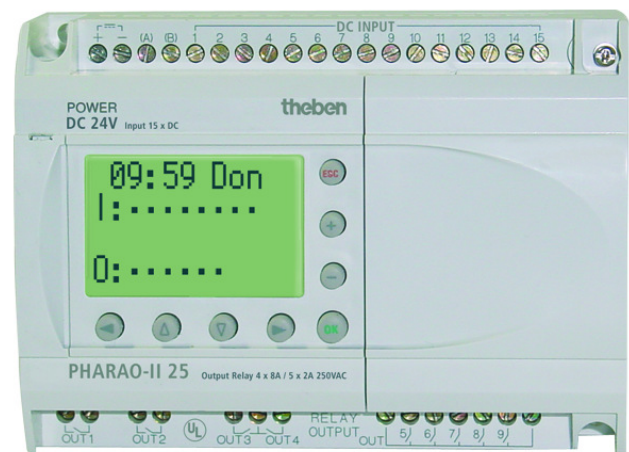 DC INPUT
+ - (A) (B) 1 2 3 4 5 6 7 8 9 10 11 12 13 14 15
POWER
DC 24V Input 15 x DC
theben
09:59 Don
I:········
O:······
ESC
+
−
OK
PHARAO-II 25 Output Relay 4 x 8A / 5 x 2A 250VAC
OUT1 OUT2 UL OUT3 OUT4 RELAY OUTPUT OUT 5 6 7 8 9